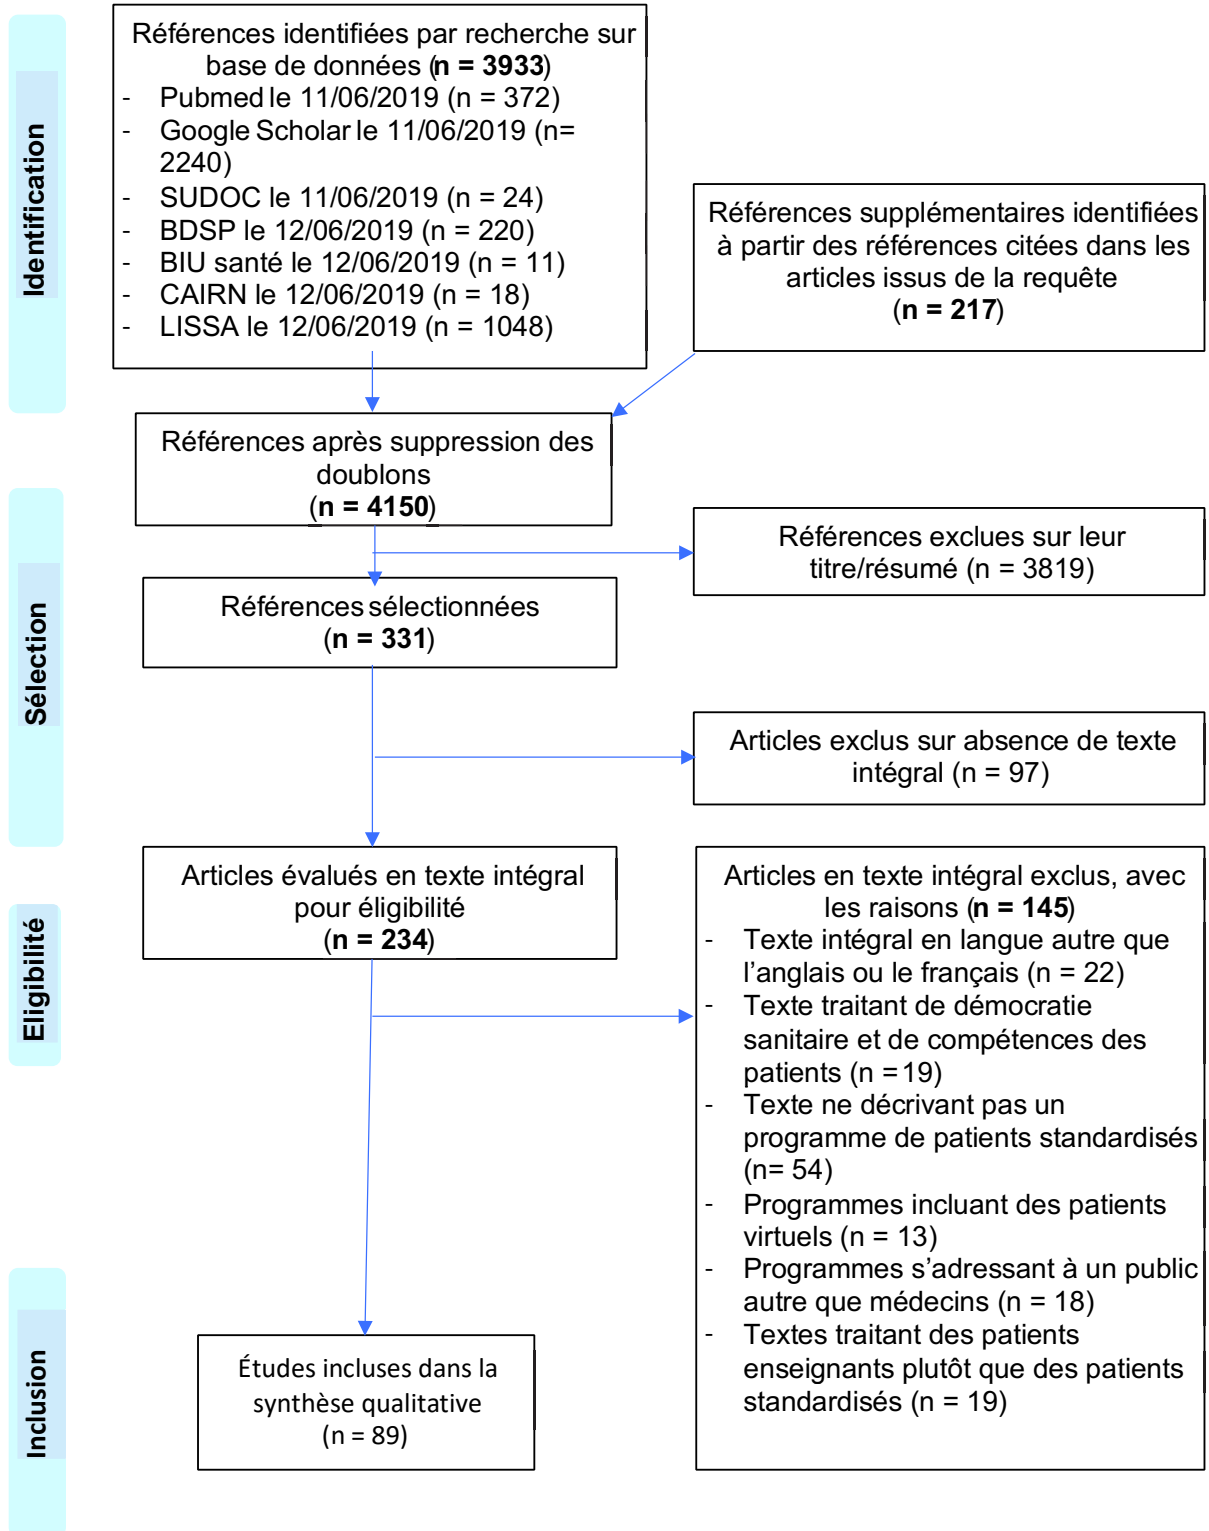 Identification
Références identifiées par recherche sur
base de données (n = 3933)
- Pubmed le 11/06/2019 (n = 372)
- Google Scholar le 11/06/2019 (n=
2240)
- SUDOC le 11/06/2019 (n = 24)
- BDSP le 12/06/2019 (n = 220)
- BIU santé le 12/06/2019 (n = 11)
- CAIRN le 12/06/2019 (n = 18)
- LISSA le 12/06/2019 (n = 1048)
Références supplémentaires identifiées
à partir des références citées dans les
articles issus de la requête
(n = 217)
Références après suppression des
doublons
(n = 4150)
Sélection
Références exclues sur leur
titre/résumé (n = 3819)
Références sélectionnées
(n = 331)
Articles exclus sur absence de texte
intégral (n = 97)
Eligibilité
Articles évalués en texte intégral
pour éligibilité
(n = 234)
Articles en texte intégral exclus, avec
les raisons (n = 145)
- Texte intégral en langue autre que
l’anglais ou le français (n = 22)
- Texte traitant de démocratie
sanitaire et de compétences des
patients (n = 19)
- Texte ne décrivant pas un
programme de patients standardisés
(n= 54)
- Programmes incluant des patients
virtuels (n = 13)
- Programmes s’adressant à un public
autre que médecins (n = 18)
- Textes traitant des patients
enseignants plutôt que des patients
standardisés (n = 19)
Inclusion
Études incluses dans la
synthèse qualitative
(n = 89)